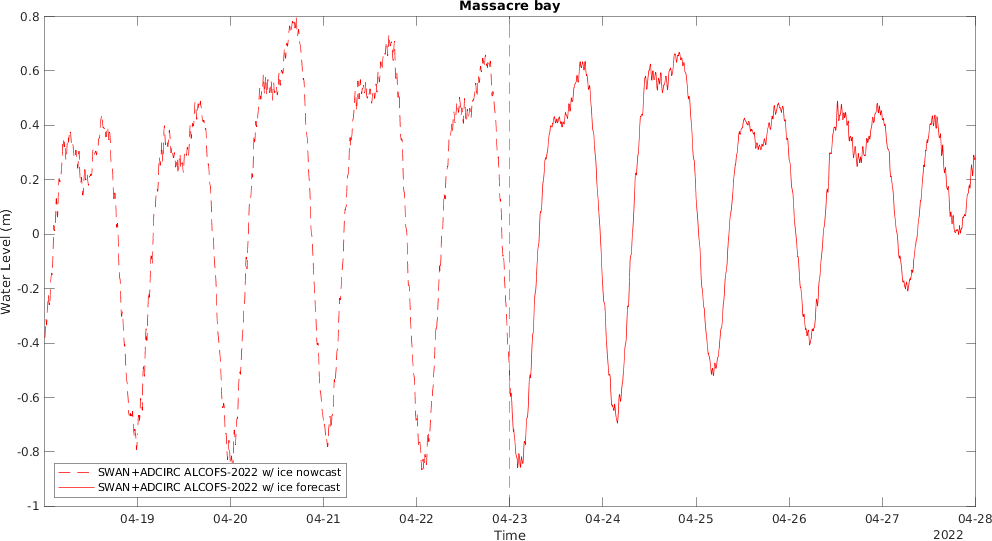 Massacre bay
0.8
0.6
0.4
0.2
0
-0.2
-0.4
-0.6
-0.8
-1
Water Level (m)
SWAN+ADCIRC ALCOFS-2022 w/ ice nowcast
SWAN+ADCIRC ALCOFS-2022 w/ ice forecast
04-19 04-20 04-21 04-22 04-23 04-24 04-25 04-26 04-27 04-28
Time
2022